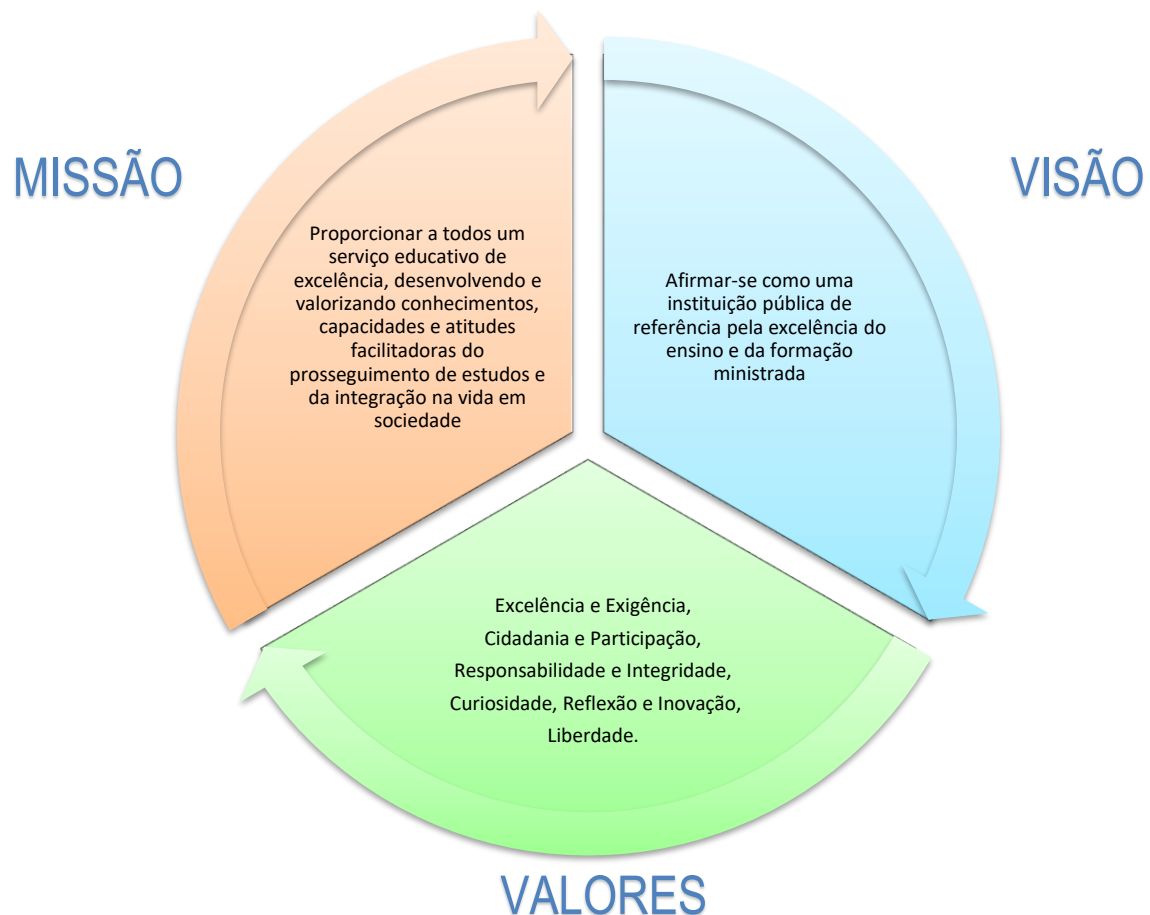 MISSÃO
Proporcionar a todos um
serviço educativo de
excelência, desenvolvendo e
valorizando conhecimentos,
capacidades e atitudes
facilitadoras do
prosseguimento de estudos e
da integração na vida em
sociedade
VISÃO
Afirmar-se como uma
instituição pública de
referência pela excelência do
ensino e da formação
ministrada
Excelência e Exigência,
Cidadania e Participação,
Responsabilidade e Integridade,
Curiosidade, Reflexão e Inovação,
Liberdade.
VALORES